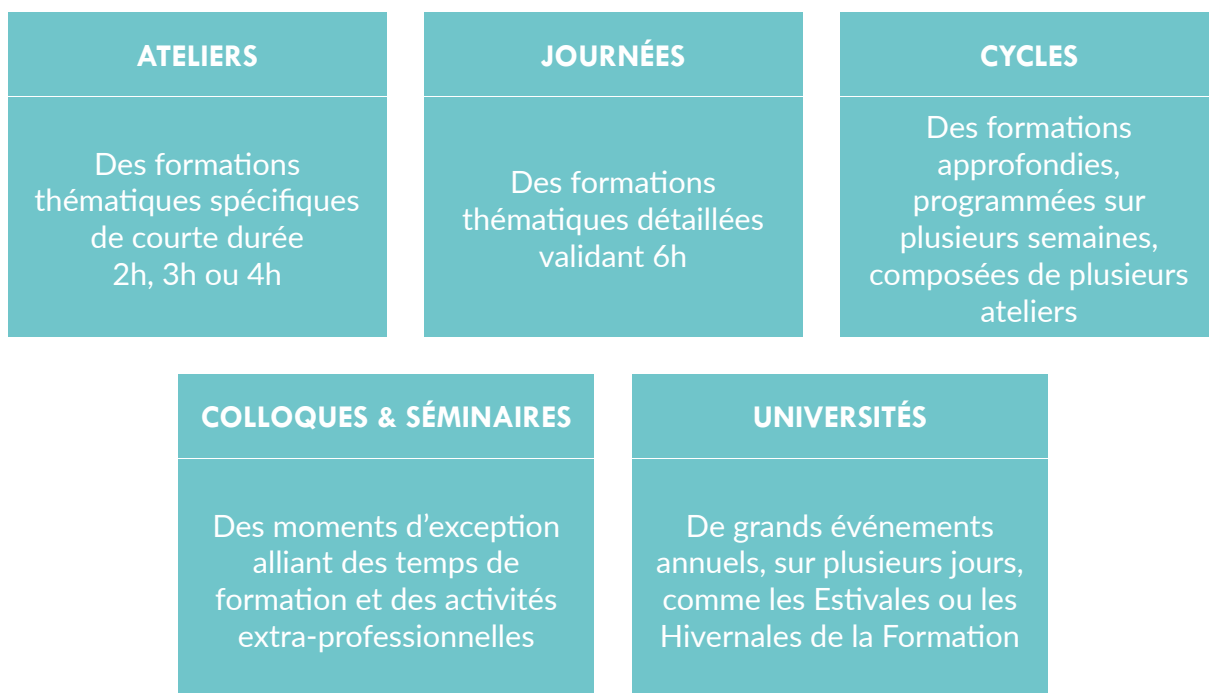 ATELIERS
Des formations
thématiques spécifiques
de courte durée
2h, 3h ou 4h
JOURNÉES
Des formations
thématiques détaillées
validant 6h
CYCLES
Des formations
approfondies,
programmées sur
plusieurs semaines,
composées de plusieurs
ateliers
COLLOQUES & SÉMINAIRES
Des moments d’exception
alliant des temps de
formation et des activités
extra-professionnelles
UNIVERSITÉS
De grands événements
annuels, sur plusieurs jours,
comme les Estivales ou les
Hivernales de la Formation